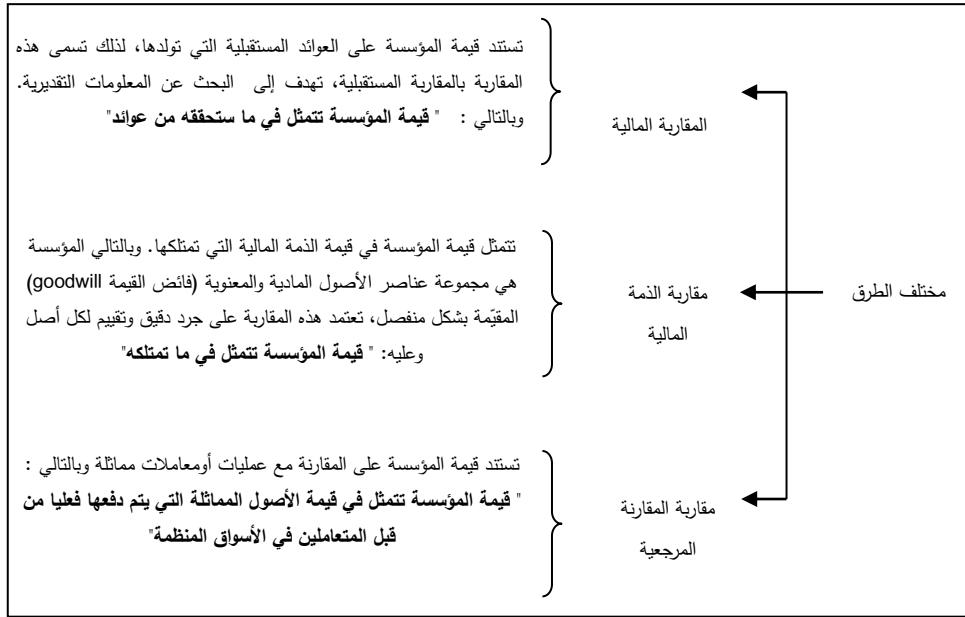 مختلف الطرق
المقاربة المالية
تستند قيمة المؤسسة على العوائد المستقبلية التي تولدها، لذلك تسمى هذه
المقاربة بالمقاربة المستقبلية، تهدف إلى البحث عن المعلومات التقديرية.
وبالتالي : " قيمة المؤسسة تتمثل في ما ستحققه من عوائد"
مقاربة الذمة
المالية
تتمثل قيمة المؤسسة في قيمة الذمة المالية التي تمتلكها. وبالتالي المؤسسة
هي مجموعة عناصر الأصول المادية والمعنوية (فائض القيمة goodwill)
المقيّمة بشكل منفصل، تعتمد هذه المقاربة على جرد دقيق وتقييم لكل أصل
وعليه: " قيمة المؤسسة تتمثل في ما تمتلكه"
مقاربة المقارنة
المرجعية
تستند قيمة المؤسسة على المقارنة مع عمليات أومعاملات مماثلة وبالتالي :
" قيمة المؤسسة تتمثل في قيمة الأصول المماثلة التي يتم دفعها فعليا من
قبل المتعاملين في الأسواق المنظمة"